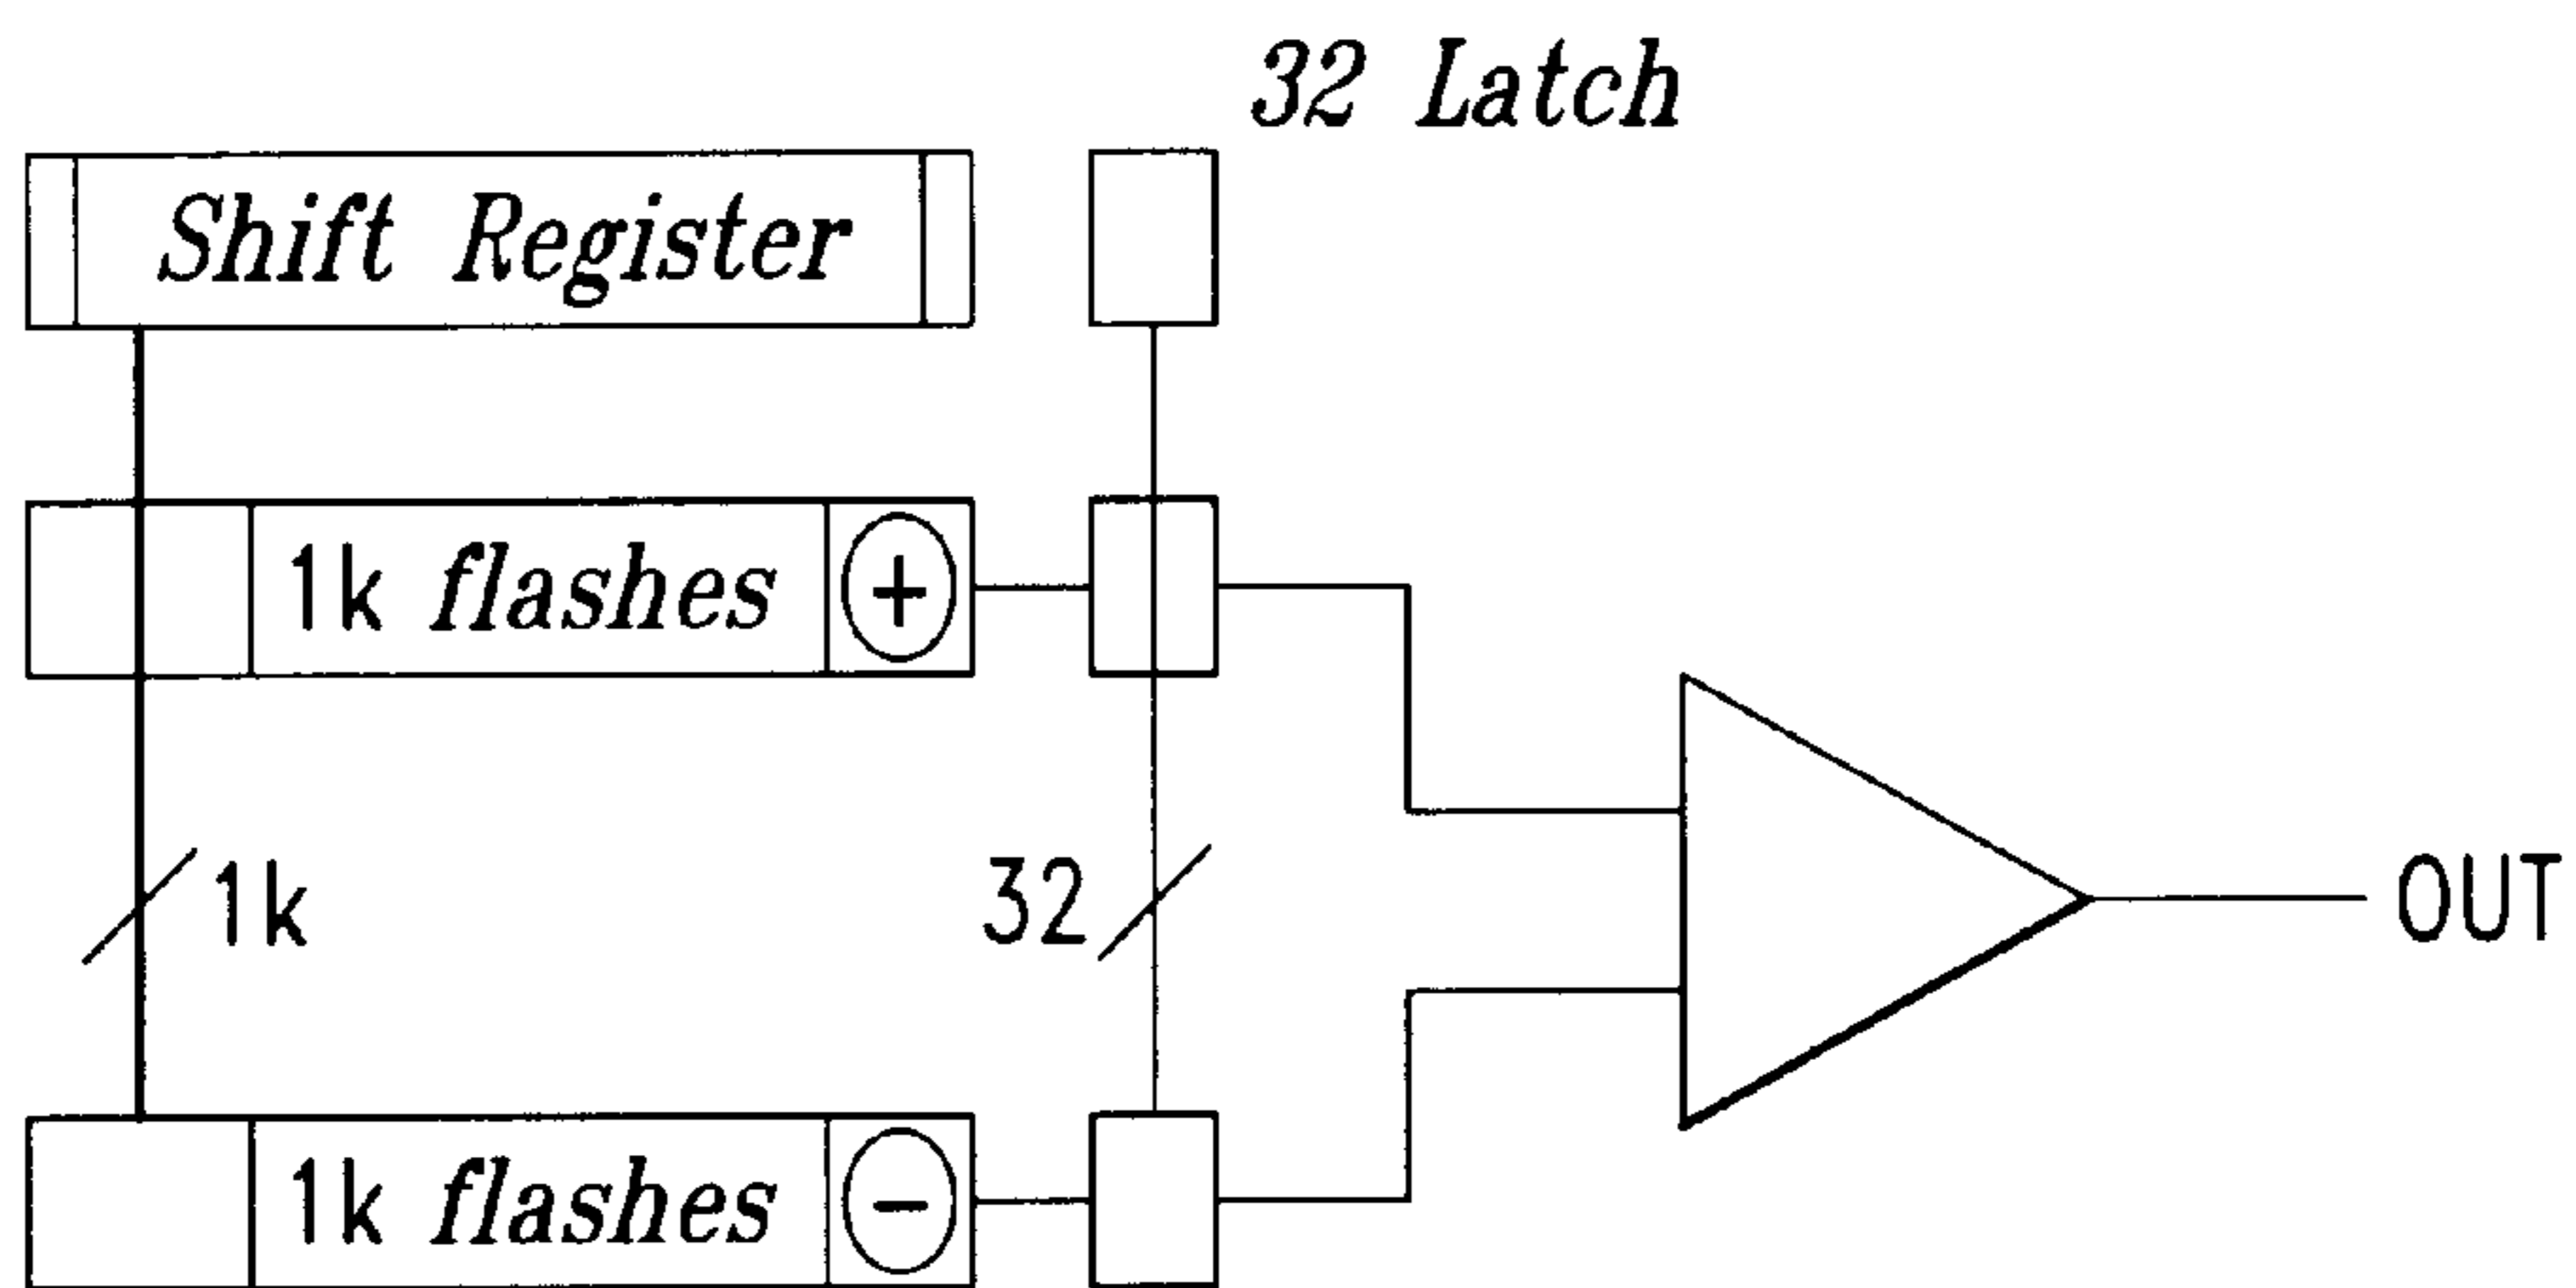 32 Latch
Shift Register
1k flashes +
1k
32
OUT
1k flashes -